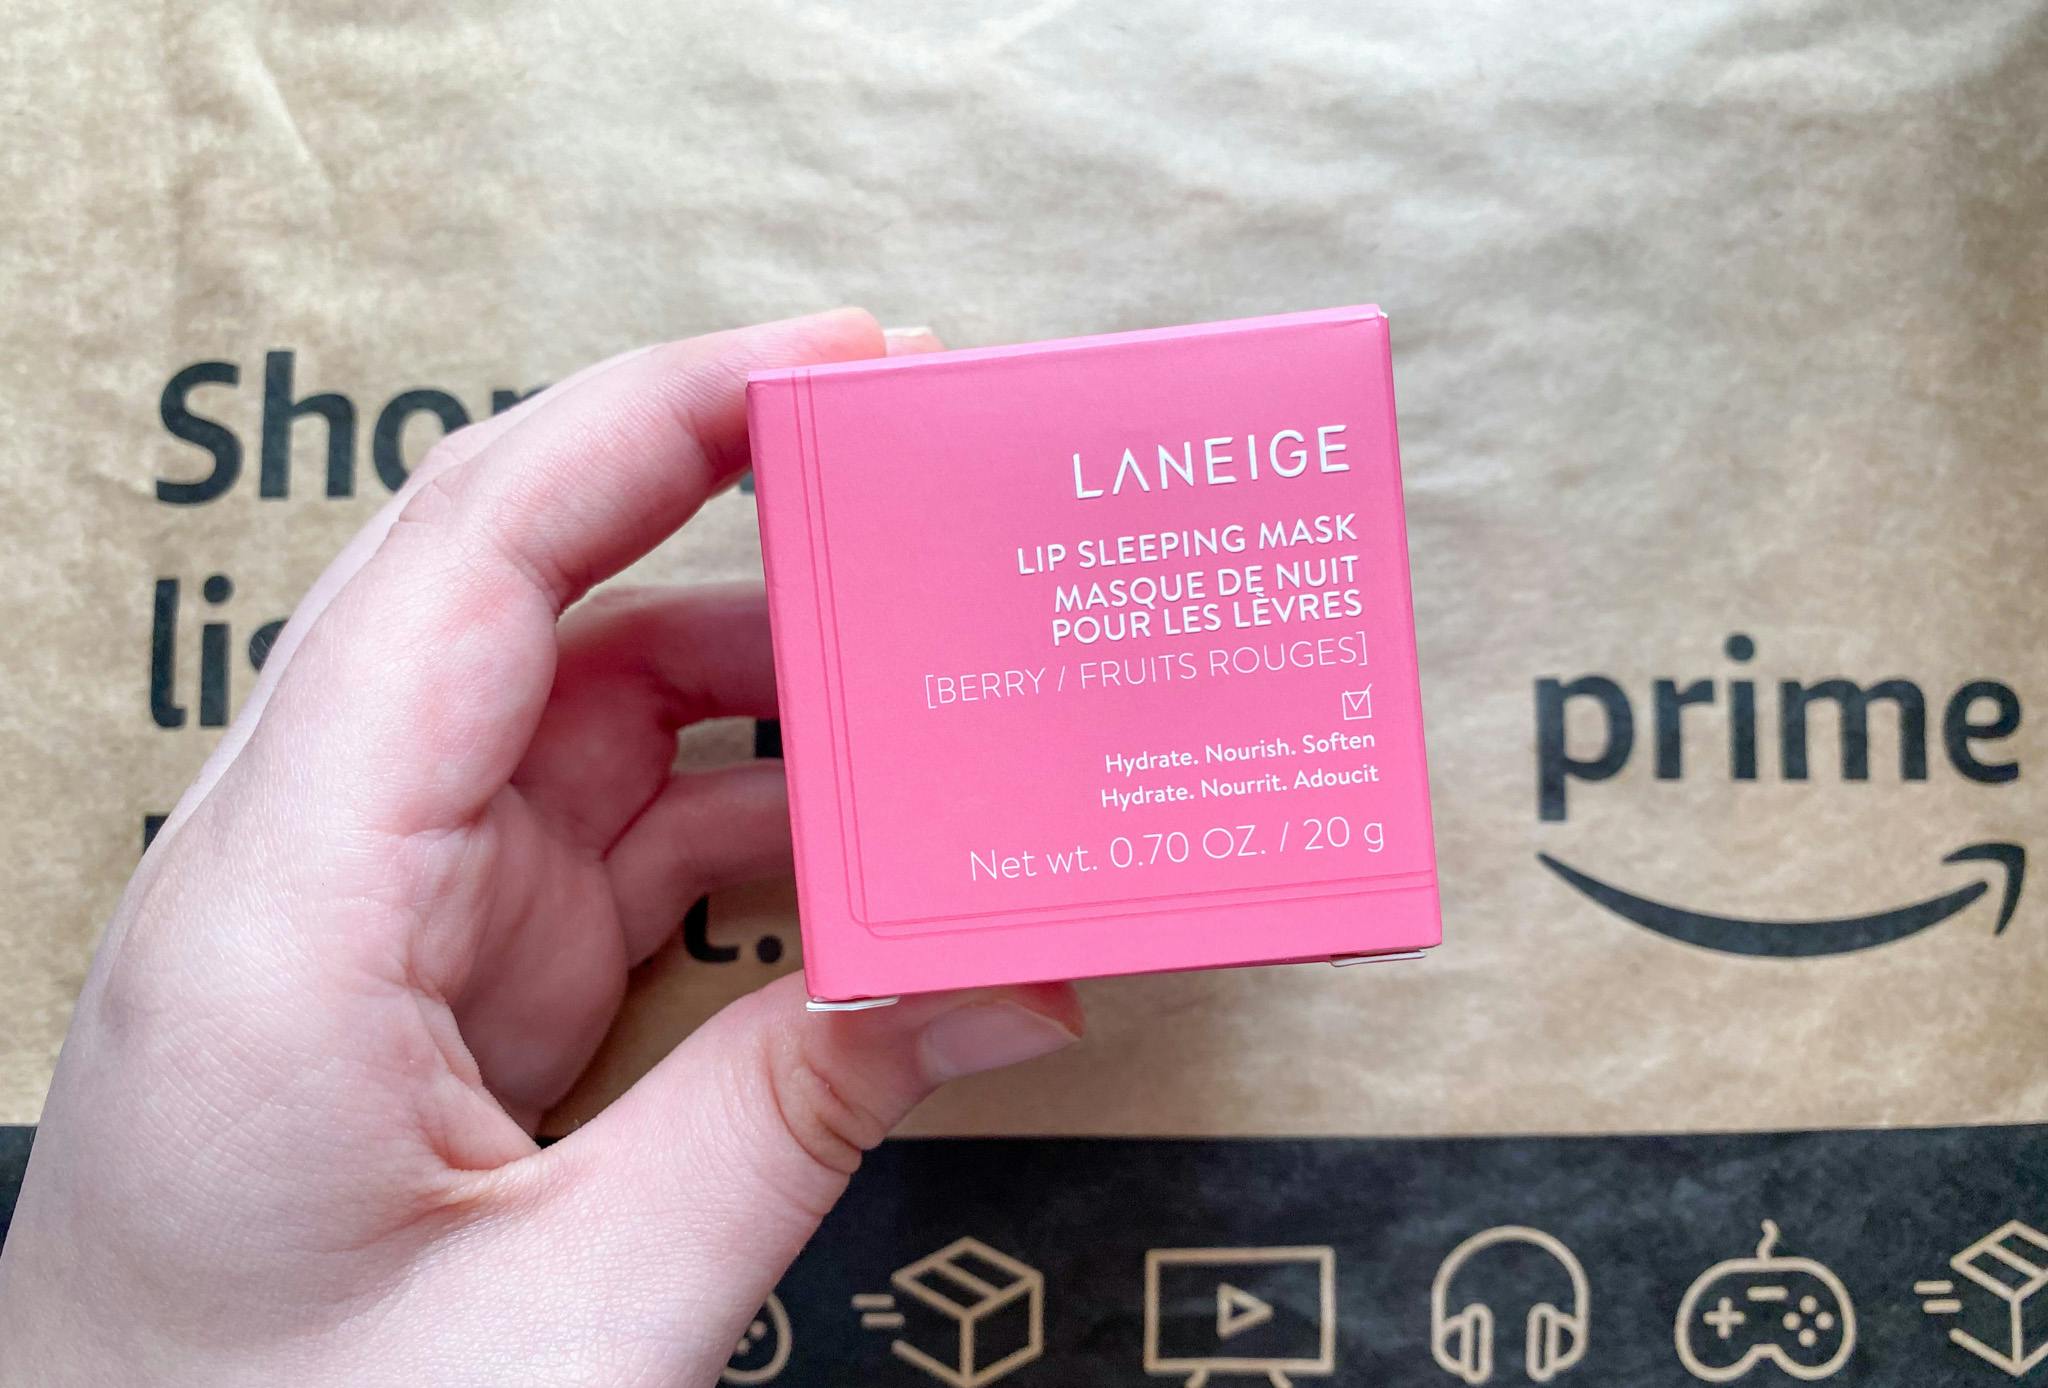 LANEIGE
LIP SLEEPING MASK
MASQUE DE NUIT
POUR LES LÈVRES
[BERRY / FRUITS ROUGES]
Hydrate. Nourish. Soften
Hydrate. Nourrit. Adoucit
Net wt. 0.70 OZ. / 20 g
prime